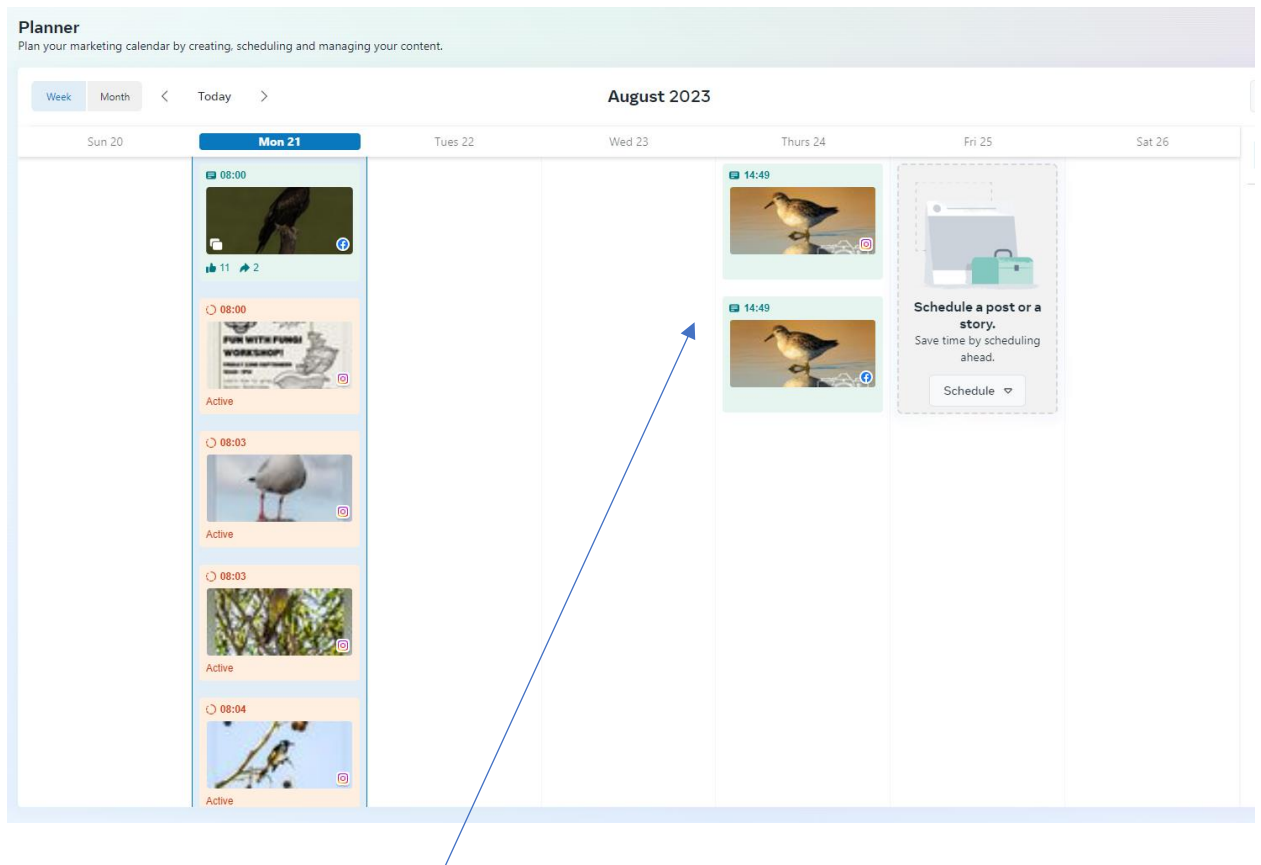 Planner
Plan your marketing calendar by creating, scheduling and managing your content.
Week Month < Today > August 2023
Sun 20 Mon 21 Tues 22 Wed 23 Thurs 24 Fri 25 Sat 26
08:00
11 2
08:00
FUN WITH FUNGI
WORKSHOP!
Active
08:03
Active
08:03
Active
08:04
Active
14:49
14:49
Schedule a post or a
story.
Save time by scheduling
ahead.
Schedule